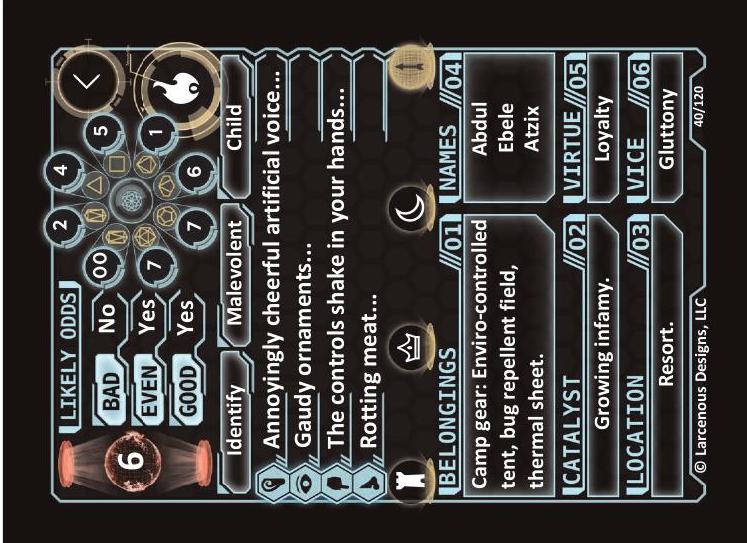 6
LIKELY ODDS
BAD No
EVEN Yes
GOOD Yes
00
2
4
5
1
6
7
7
Identify Malevolent Child
Annoyingly cheerful artificial voice...
Gaudy ornaments...
The controls shake in your hands...
Rotting meat...
BELONGINGS //01
Camp gear: Enviro-controlled
tent, bug repellent field,
thermal sheet.
NAMES //04
Abdul
Ebele
Atzix
CATALYST //02
Growing infamy.
VIRTUE //05
Loyalty
LOCATION //03
Resort.
VICE //06
Gluttony
© Larcenous Designs, LLC
40/120